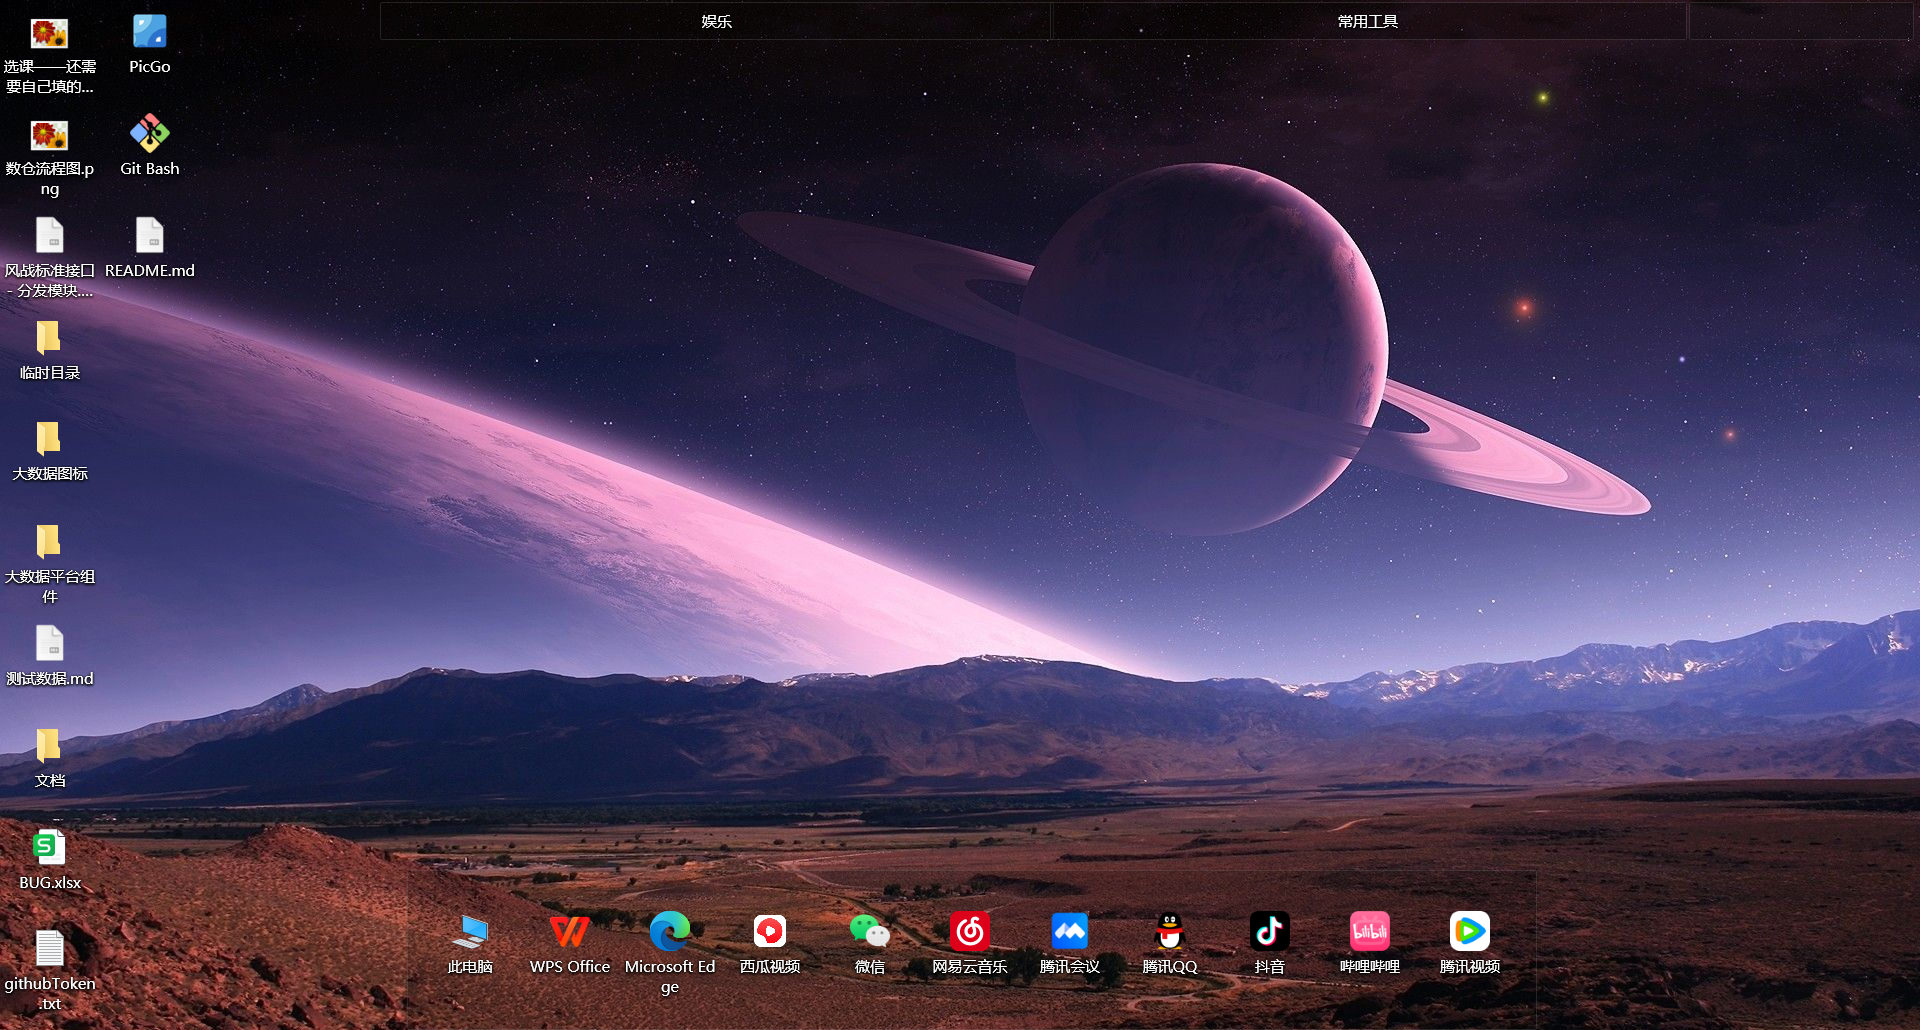 娱乐
常用工具
选课——还需
要自己填的...
PicGo
数仓流程图.p
ng
Git Bash
风战标准接口
- 分发模块....
README.md
临时目录
大数据图标
大数据平台组
件
测试数据.md
文档
S
BUG.xlsx
githubToken
.txt
此电脑
WPS Office
Microsoft Ed
ge
西瓜视频
微信
网易云音乐
腾讯会议
腾讯QQ
抖音
bilibili
哔哩哔哩
腾讯视频